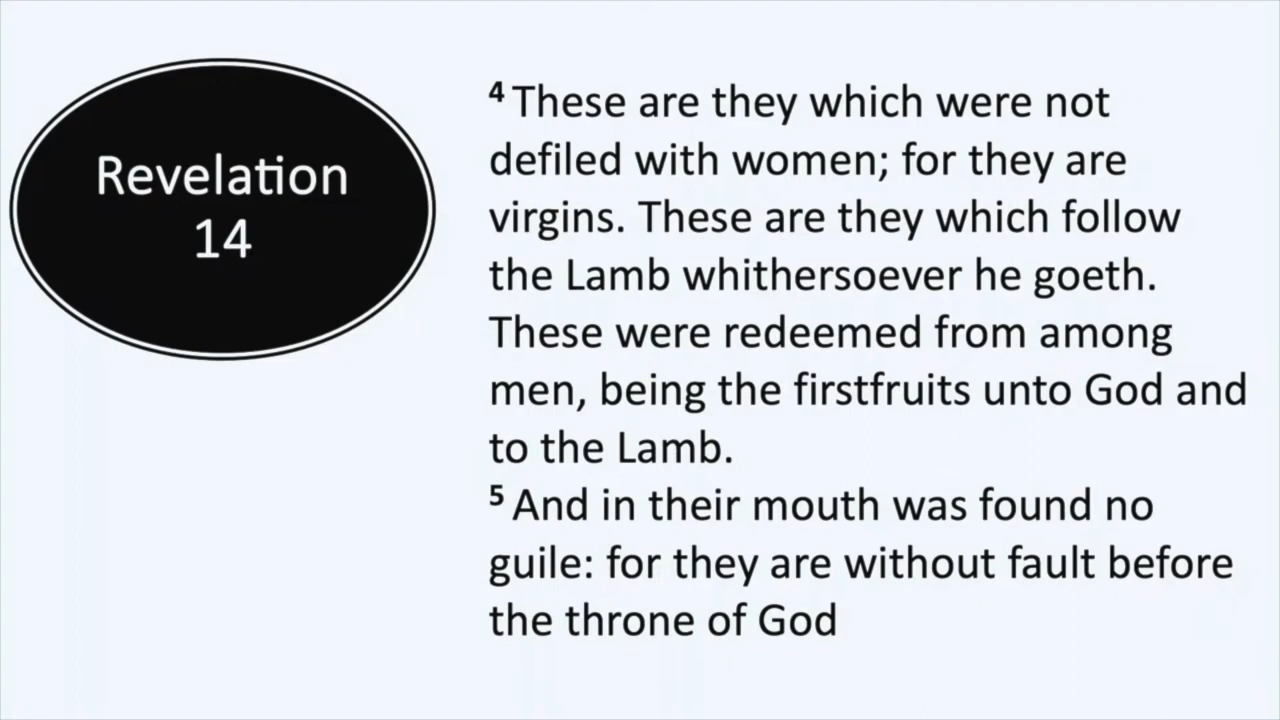 Revelation
14
4 These are they which were not
defiled with women; for they are
virgins. These are they which follow
the Lamb whithersoever he goeth.
These were redeemed from among
men, being the firstfruits unto God and
to the Lamb.
5 And in their mouth was found no
guile: for they are without fault before
the throne of God